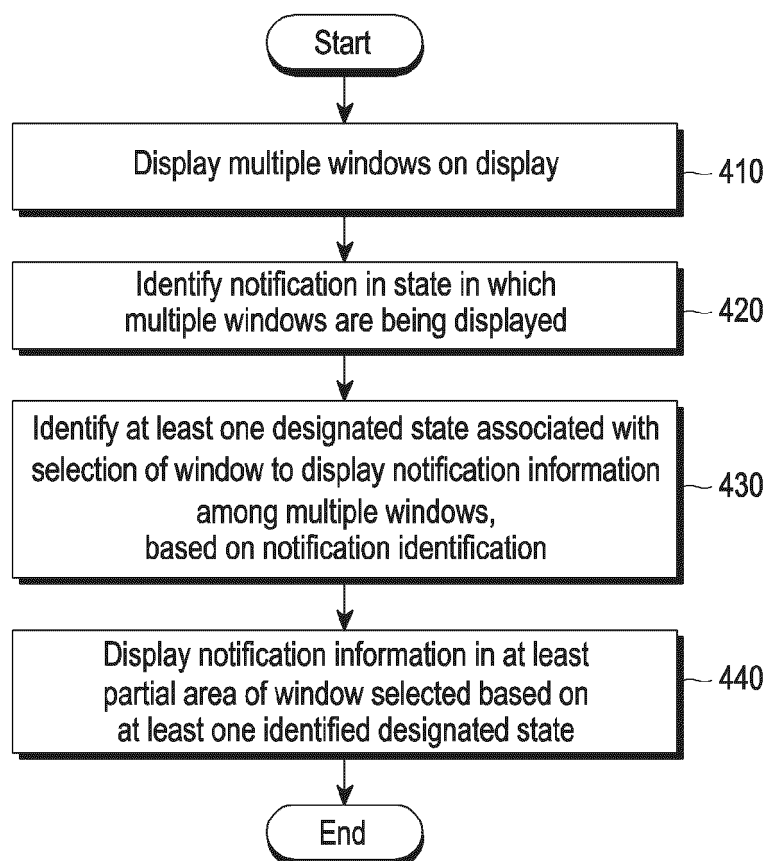 Start
Display multiple windows on display
410
Identify notification in state in which
multiple windows are being displayed
420
Identify at least one designated state associated with
selection of window to display notification information
among multiple windows,
based on notification identification
430
Display notification information in at least
partial area of window selected based on
at least one identified designated state
440
End